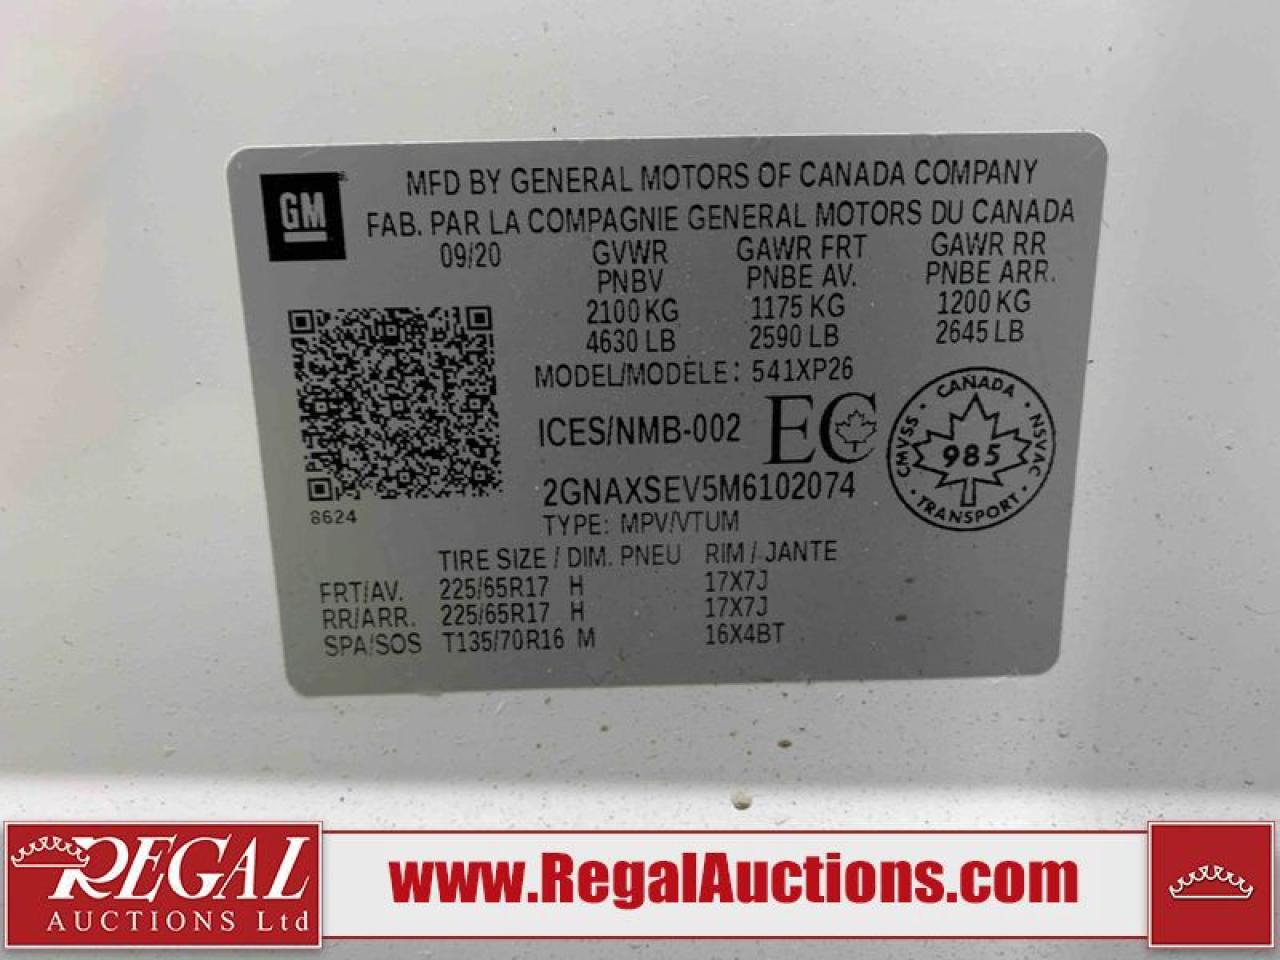 GM
MFD BY GENERAL MOTORS OF CANADA COMPANY
FAB. PAR LA COMPAGNIE GENERAL MOTORS DU CANADA
09/20 GVWR GAWR FRT GAWR RR
PNBV PNBE AV. PNBE ARR.
2100 KG 1175 KG 1200 KG
4630 LB 2590 LB 2645 LB
MODEL/MODÈLE: 541XP26
ICES/NMB-002 EC
CANADA
CMVSS 985 NSVAC
TRANSPORT
2GNAXSEV5M6102074
8624
TYPE: MPV/VTUM
TIRE SIZE / DIM. PNEU RIM / JANTE
FRT/AV. 225/65R17 H 17X7J
RR/ARR. 225/65R17 H 17X7J
SPA/SOS T135/70R16 M 16X4BT
REGAL
AUCTIONS Ltd
www.RegalAuctions.com